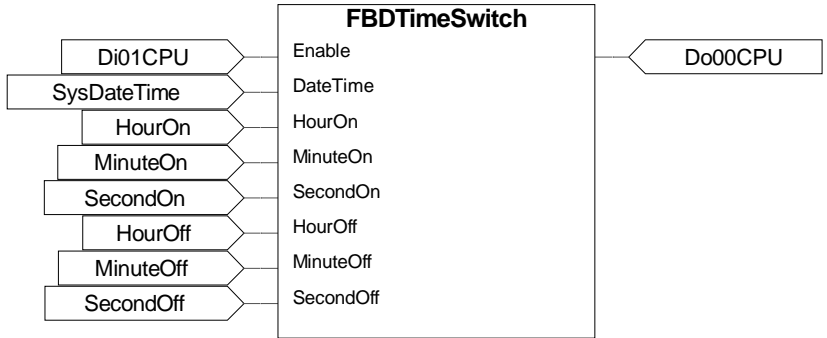 FBDTimeSwitch
Di01CPU Enable Do00CPU
SysDateTime DateTime
HourOn HourOn
MinuteOn MinuteOn
SecondOn SecondOn
HourOff HourOff
MinuteOff MinuteOff
SecondOff SecondOff